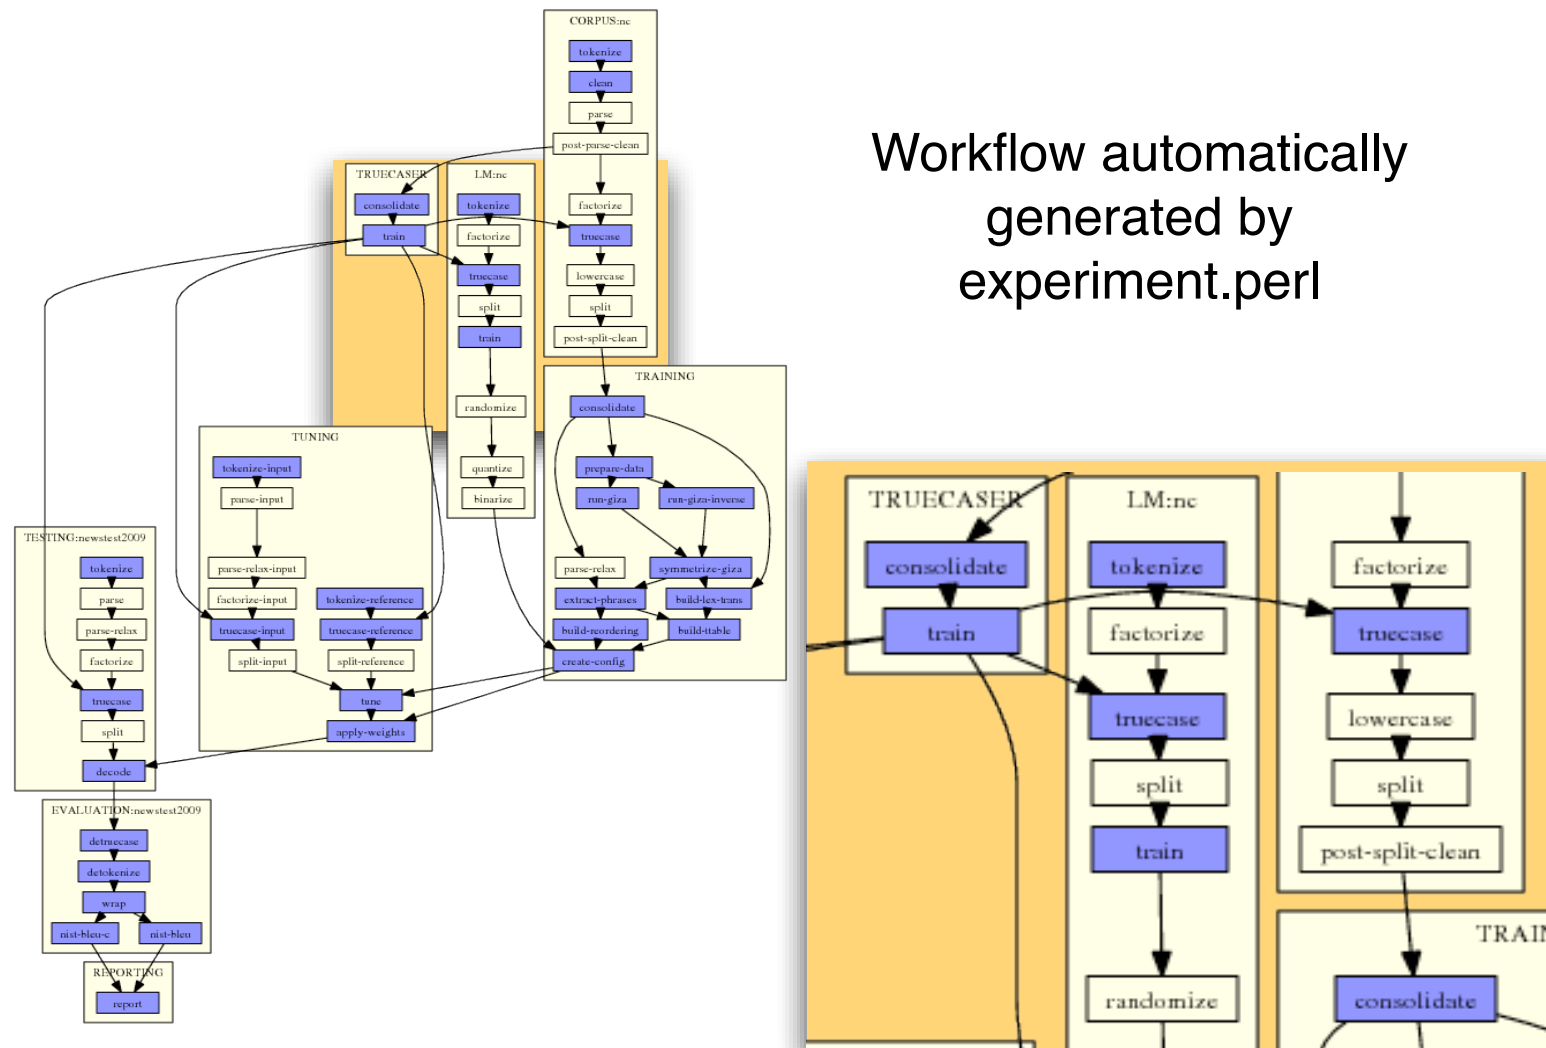 CORPUS:nc
tokenize
clean
parse
post-parse-clean
factorize
truecase
lowercase
split
post-split-clean
Workflow automatically
generated by
experiment.perl
TRUECASER
consolidate
train
LM:nc
tokenize
factorize
truecase
split
train
randomize
quantize
binarize
TRAINING
consolidate
prepare-data
run-giza
run-giza-inverse
parse-relax
symmetrize-giza
extract-phrases
build-lex-trans
build-reordering
build-ttable
create-config
TUNING
tokenize-input
parse-input
parse-relax-input
factorize-input
tokenize-reference
truecase-input
truecase-reference
split-input
split-reference
tune
apply-weights
TESTING:newstest2009
tokenize
parse
parse-relax
factorize
truecase
split
decode
EVALUATION:newstest2009
detruecase
detokenize
wrap
nist-bleu-c
nist-bleu
REPORTING
report
TRUECASER
consolidate
train
LM:nc
tokenize
factorize
truecase
split
train
randomize
factorize
truecase
lowercase
split
post-split-clean
TRAIN
consolidate